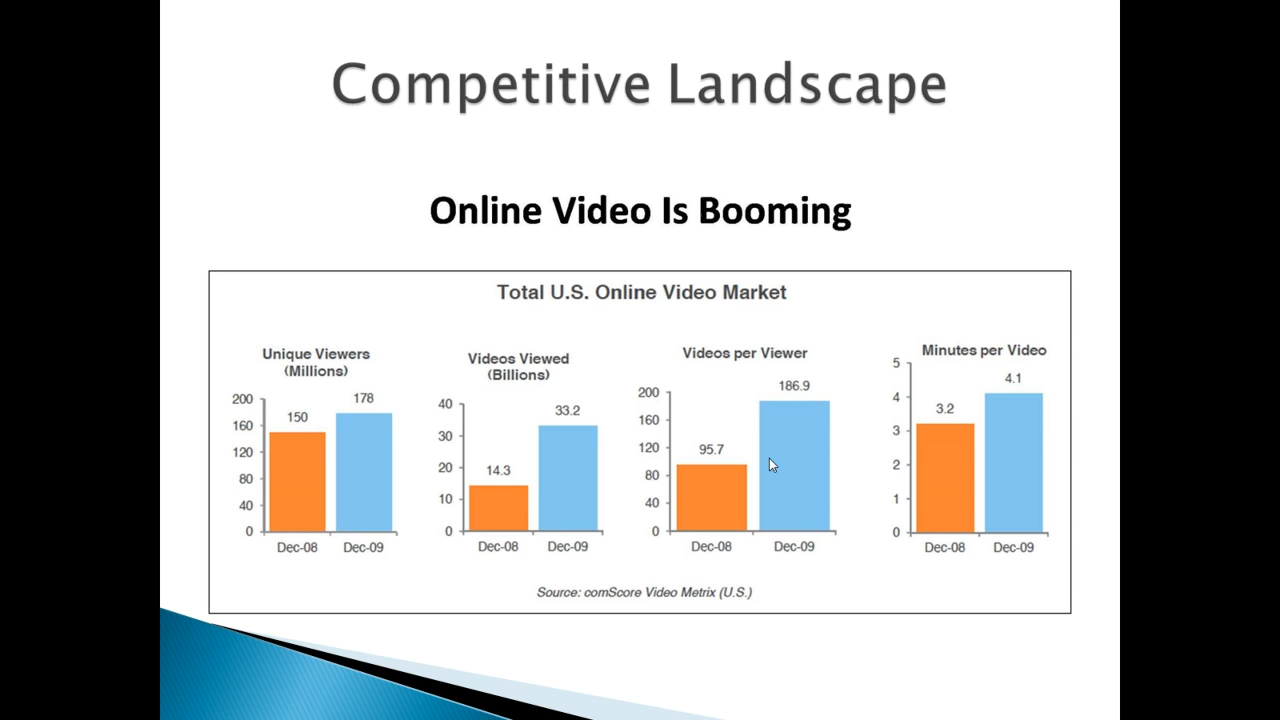 Competitive Landscape
Online Video Is Booming
Total U.S. Online Video Market
Unique Viewers
(Millions)
200
160
120
80
40
0
150
178
Dec-08
Dec-09
Videos Viewed
(Billions)
40
30
20
10
0
14.3
33.2
Dec-08
Dec-09
Videos per Viewer
200
160
120
80
40
0
95.7
186.9
Dec-08
Dec-09
Minutes per Video
5
4
3
2
1
0
3.2
4.1
Dec-08
Dec-09
Source: comScore Video Metrix (U.S.)